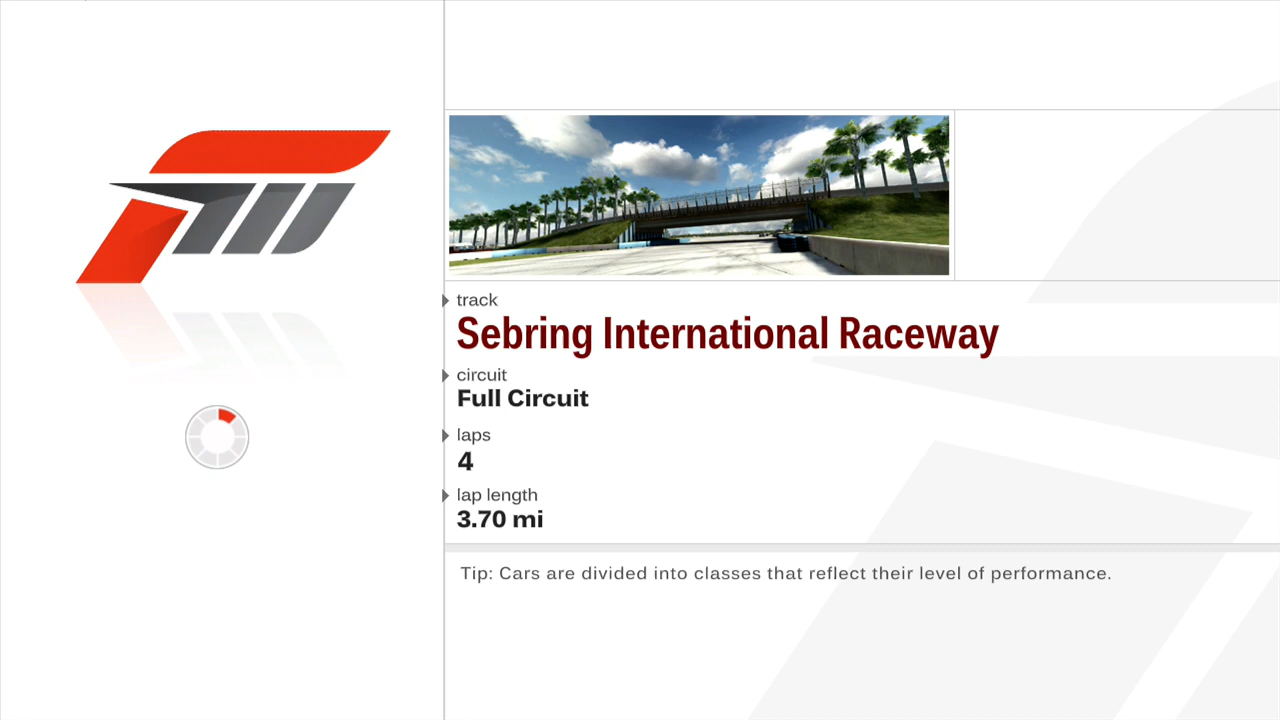 track
Sebring International Raceway
circuit
Full Circuit
laps
4
lap length
3.70 mi
Tip: Cars are divided into classes that reflect their level of performance.